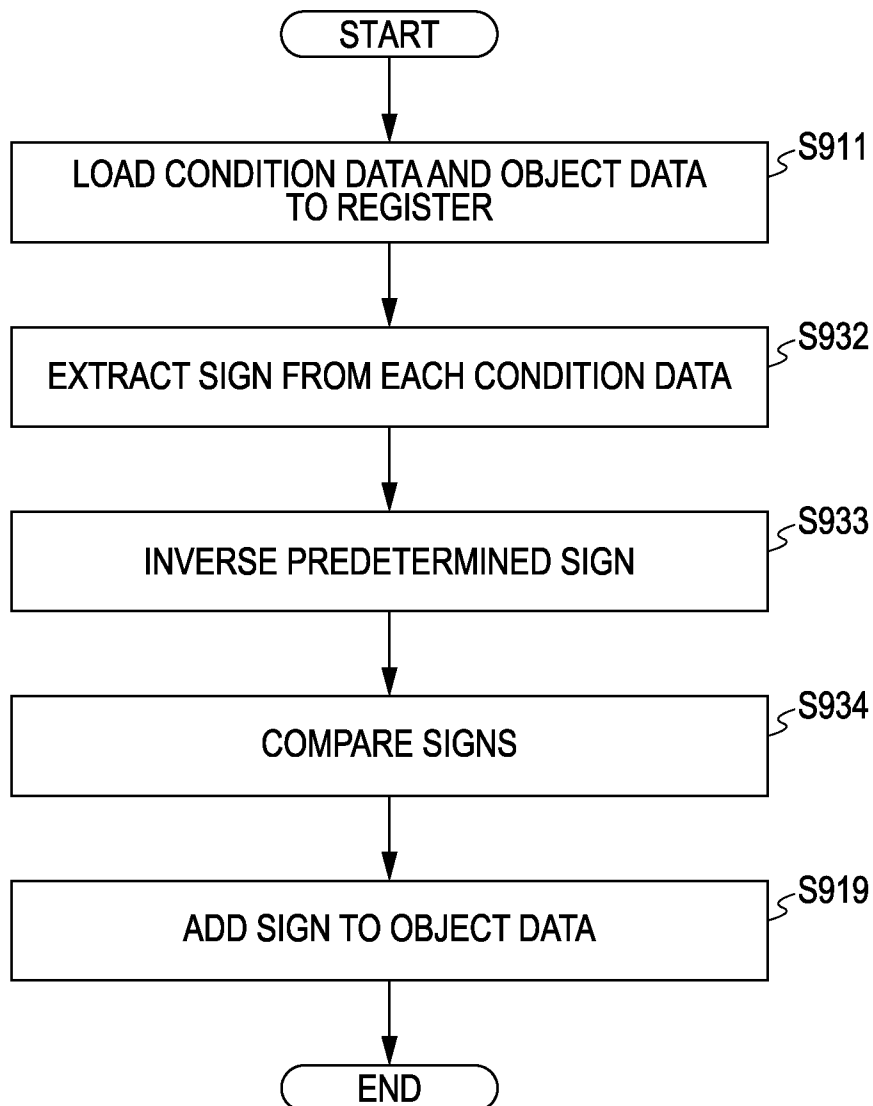 START
S911
LOAD CONDITION DATA AND OBJECT DATA
TO REGISTER
S932
EXTRACT SIGN FROM EACH CONDITION DATA
S933
INVERSE PREDETERMINED SIGN
S934
COMPARE SIGNS
S919
ADD SIGN TO OBJECT DATA
END